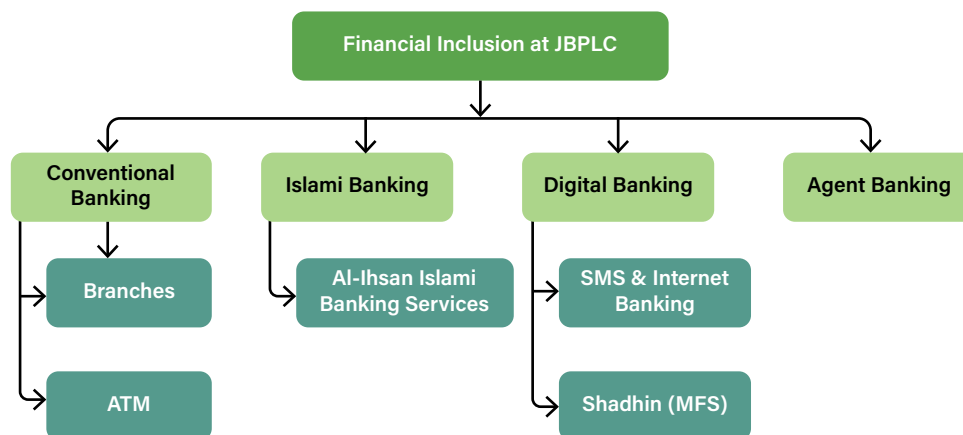 Financial Inclusion at JBPLC
Conventional
Banking
Islami Banking
Digital Banking
Agent Banking
Branches
Al-Ihsan Islami
Banking Services
SMS & Internet
Banking
ATM
Shadhin (MFS)